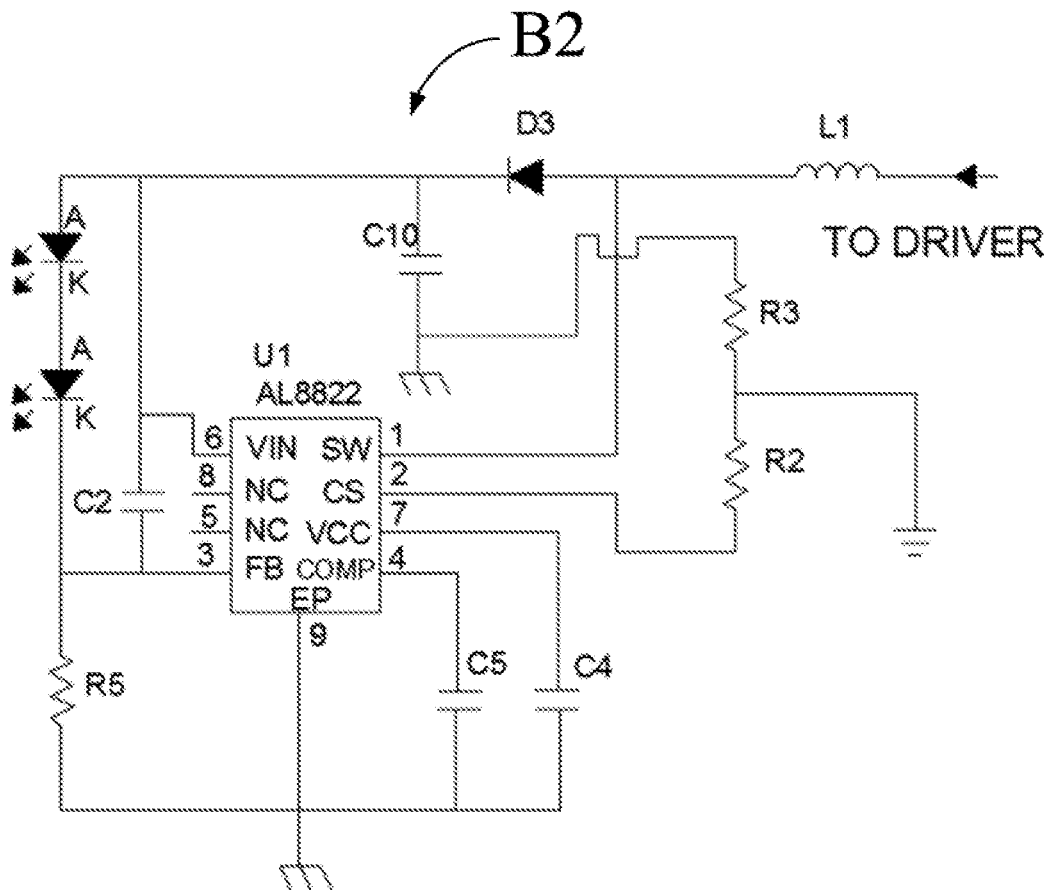 B2
D3
L1
A
C10
TO DRIVER
K
R3
A
U1
AL8822
K
6 VIN SW 1
R2
8 NC CS 2
C2
5 NC VCC 7
3 FB COMP 4
EP
9
R5
C5
C4